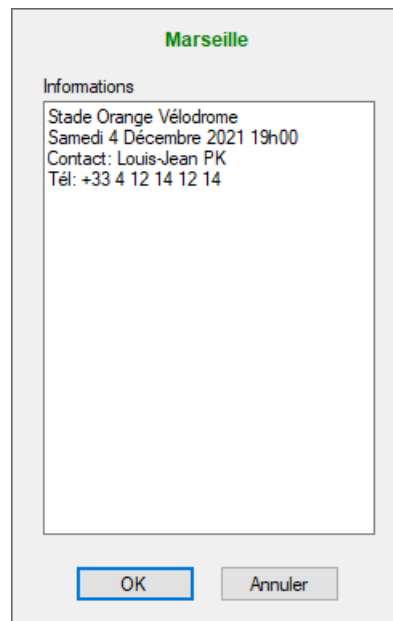 Marseille
Informations
Stade Orange Vélodrome
Samedi 4 Décembre 2021 19h00
Contact: Louis-Jean PK
Tél: +33 4 12 14 12 14
OK
Annuler